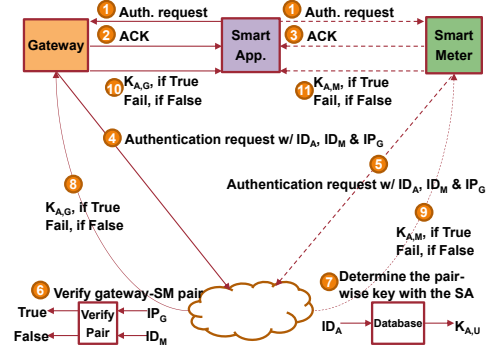 1 Auth. request
1 Auth. request
Gateway
2 ACK
Smart
App.
3 ACK
Smart
Meter
10 K_A,G, if True
Fail, if False
11 K_A,M, if True
Fail, if False
4 Authentication request w/ ID_A, ID_M & IP_G
5
Authentication request w/ ID_A, ID_M & IP_G
8
K_A,G, if True
Fail, if False
9
K_A,M, if True
Fail, if False
6 Verify gateway-SM pair
True
False
Verify
Pair
IP_G
ID_M
7 Determine the pair-
wise key with the SA
ID_A
Database
K_A,U